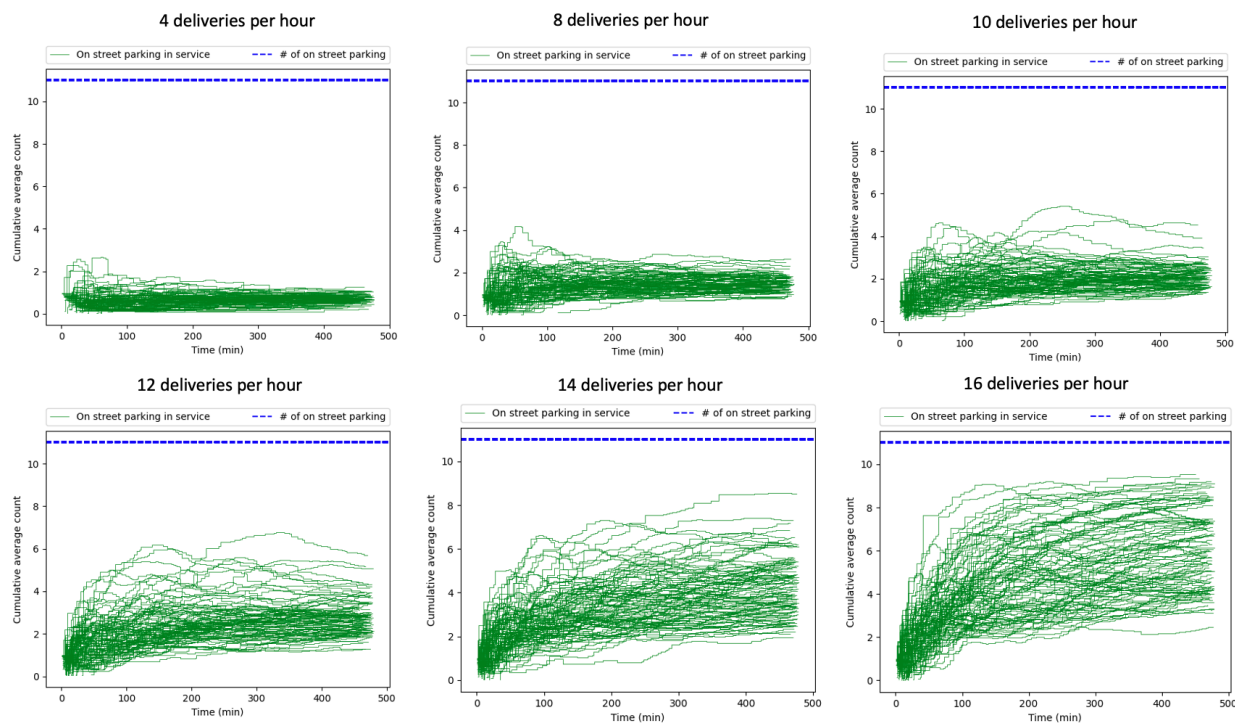 4 deliveries per hour
On street parking in service
# of on street parking
Cumulative average count
10
8
6
4
2
0
0 100 200 300 400 500
Time (min)
8 deliveries per hour
On street parking in service
# of on street parking
Cumulative average count
10
8
6
4
2
0
0 100 200 300 400 500
Time (min)
10 deliveries per hour
On street parking in service
# of on street parking
Cumulative average count
10
8
6
4
2
0
0 100 200 300 400 500
Time (min)
12 deliveries per hour
On street parking in service
# of on street parking
Cumulative average count
10
8
6
4
2
0
0 100 200 300 400 500
Time (min)
14 deliveries per hour
On street parking in service
# of on street parking
Cumulative average count
10
8
6
4
2
0
0 100 200 300 400 500
Time (min)
16 deliveries per hour
On street parking in service
# of on street parking
Cumulative average count
10
8
6
4
2
0
0 100 200 300 400 500
Time (min)